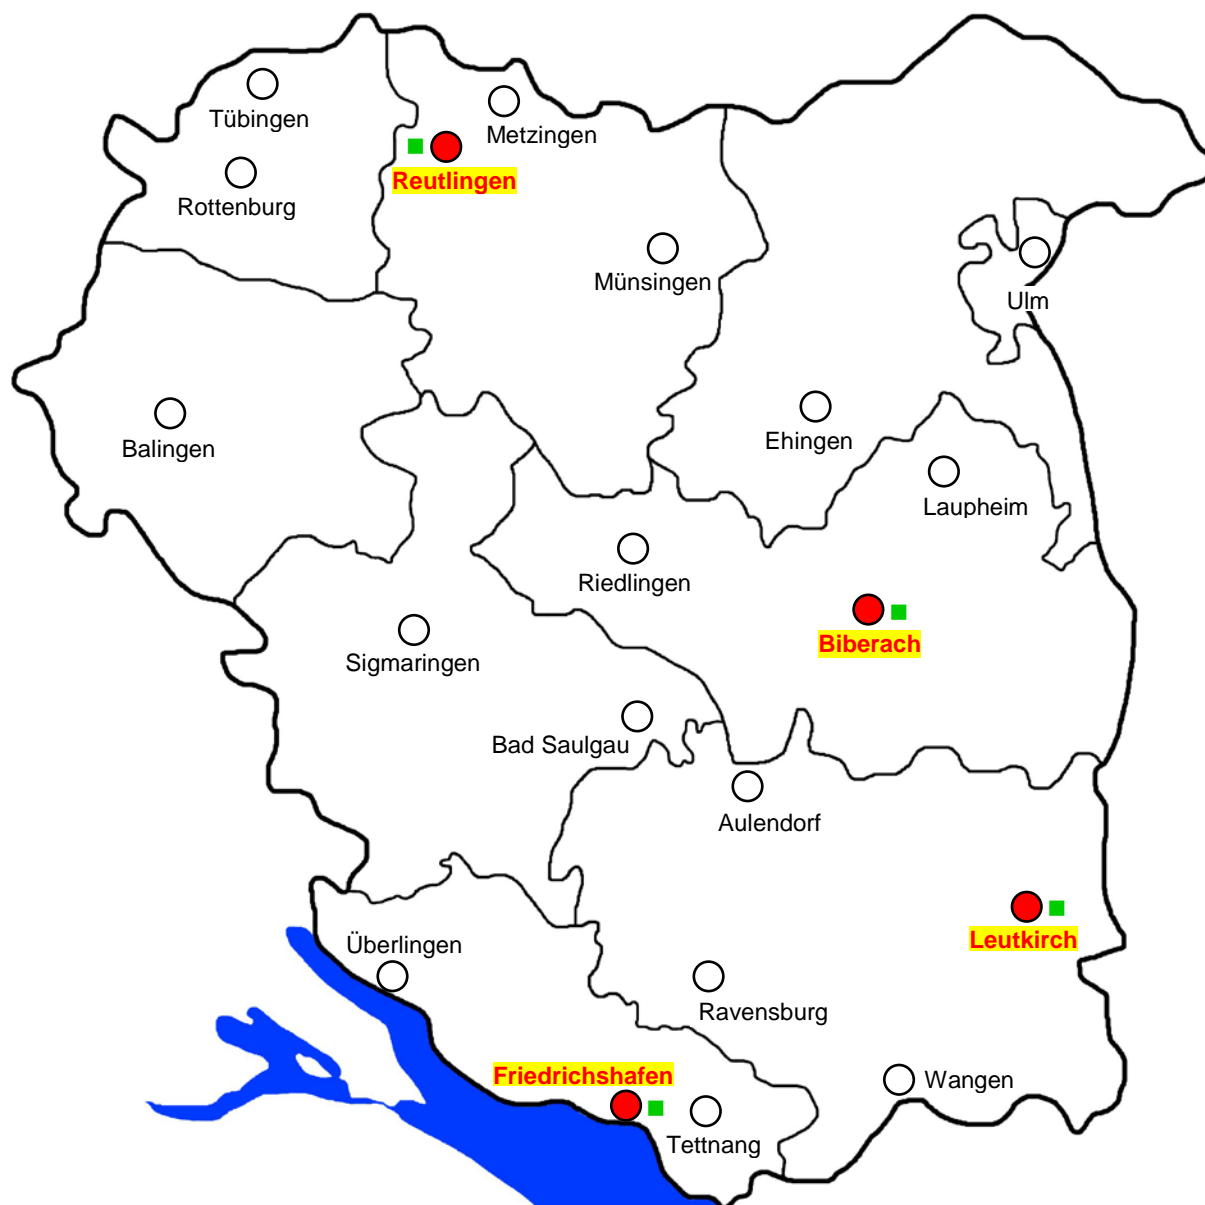 Tübingen
Metzingen
Reutlingen
Rottenburg
Münsingen
Ulm
Balingen
Ehingen
Laupheim
Riedlingen
Biberach
Sigmaringen
Bad Saulgau
Aulendorf
Leutkirch
Überlingen
Ravensburg
Friedrichshafen
Wangen
Tettnang